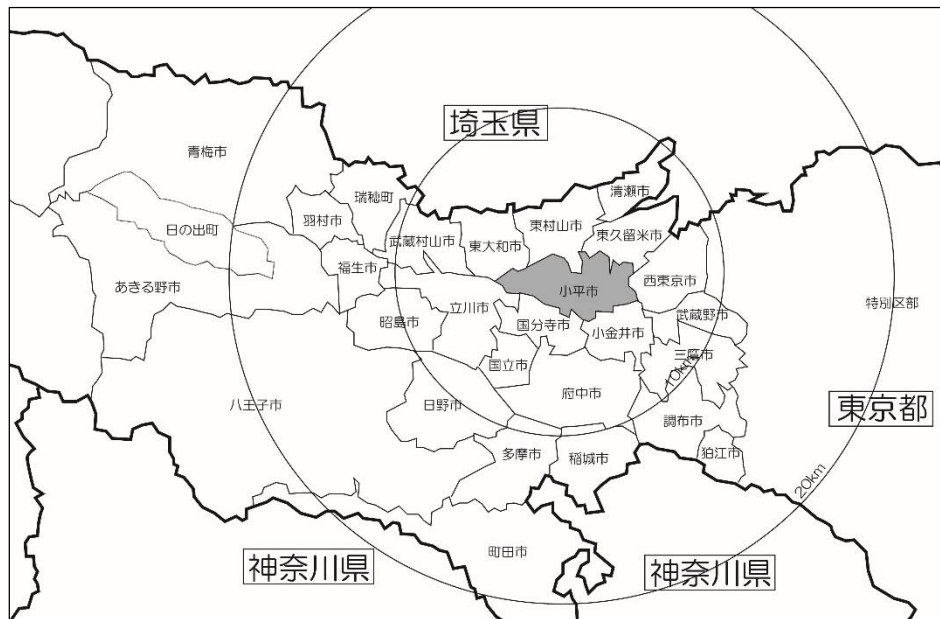 埼玉県
青梅市
清瀬市
瑞穂町
羽村市
東村山市
日の出町
武蔵村山市
東大和市
東久留米市
福生市
西東京市
あきる野市
小平市
特別区部
立川市
武蔵野市
昭島市
国分寺市
小金井市
三鷹市
国立市
10km
府中市
八王子市
日野市
東京都
調布市
多摩市
稲城市
狛江市
20km
町田市
神奈川県
神奈川県